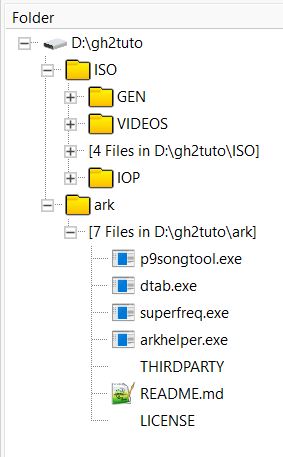 Folder
D:\gh2tuto
ISO
GEN
VIDEOS
[4 Files in D:\gh2tuto\ISO]
IOP
ark
[7 Files in D:\gh2tuto\ark]
p9songtool.exe
dtab.exe
superfreq.exe
arkhelper.exe
THIRDPARTY
README.md
LICENSE